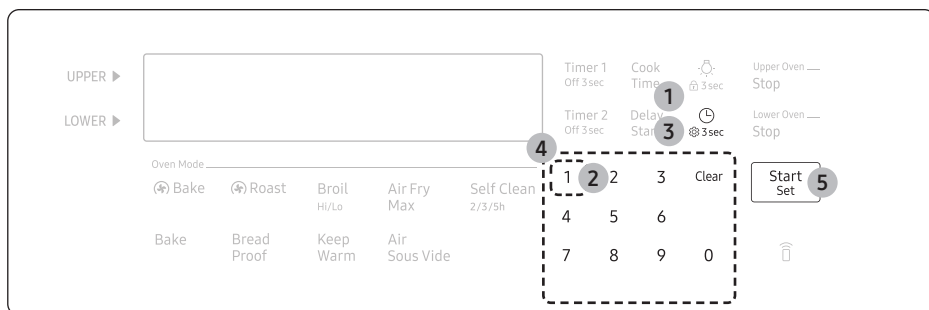 UPPER ▶
LOWER ▶
Timer 1
Off 3 sec
Cook
Time
1
3 sec
Upper Oven
Stop
Timer 2
Off 3 sec
Delay
Start
3
3 sec
Lower Oven
Stop
4
Oven Mode
Bake
Roast
Broil
Hi/Lo
Air Fry
Max
Self Clean
2/3/5h
Bake
Bread
Proof
Keep
Warm
Air
Sous Vide
1 2 2 3 Clear
4 5 6
7 8 9 0
Start
Set
5